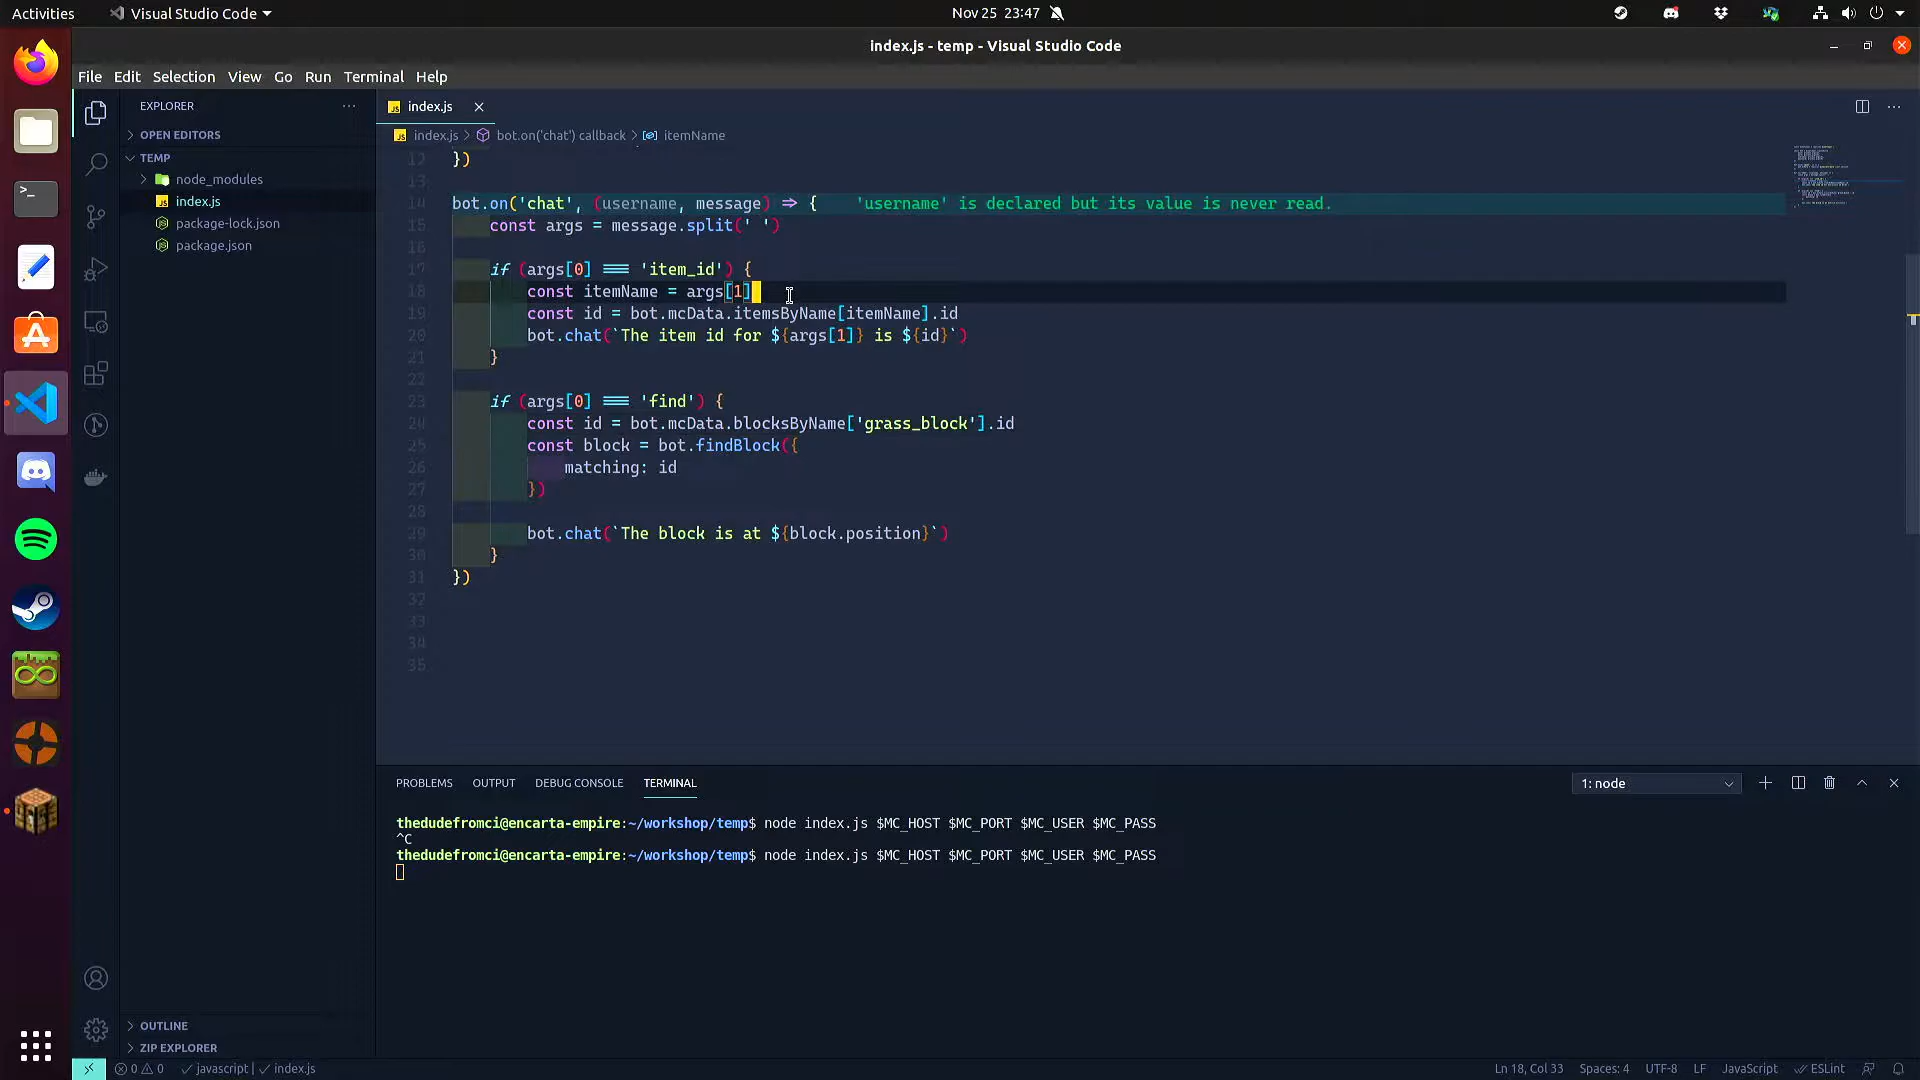 Activities
Visual Studio Code
Nov 25 23:47
index.js - temp - Visual Studio Code
File Edit Selection View Go Run Terminal Help
EXPLORER
OPEN EDITORS
TEMP
node_modules
index.js
package-lock.json
package.json
OUTLINE
ZIP EXPLORER
index.js
index.js > bot.on('chat') callback > itemName
12 })
13
14 bot.on('chat', (username, message) => { 'username' is declared but its value is never read.
15 const args = message.split(' ')
16
17 if (args[0] === 'item_id') {
18 const itemName = args[1]
19 const id = bot.mcData.itemsByName[itemName].id
20 bot.chat(`The item id for ${args[1]} is ${id}`)
21 }
22
23 if (args[0] === 'find') {
24 const id = bot.mcData.blocksByName['grass_block'].id
25 const block = bot.findBlock({
26 matching: id
27 })
28
29 bot.chat(`The block is at ${block.position}`)
30 }
31 })
32
33
34
35
PROBLEMS OUTPUT DEBUG CONSOLE TERMINAL
1: node
thedudefromci@encarta-empire:~/workshop/temp$ node index.js $MC_HOST $MC_PORT $MC_USER $MC_PASS
^C
thedudefromci@encarta-empire:~/workshop/temp$ node index.js $MC_HOST $MC_PORT $MC_USER $MC_PASS
0 0 javascript | index.js
Ln 18, Col 33 Spaces: 4 UTF-8 LF JavaScript ESLint